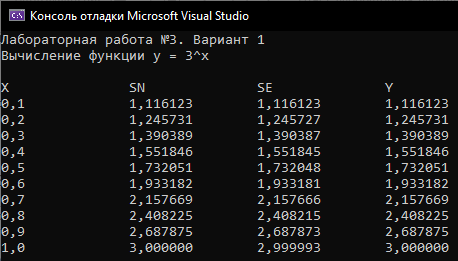 Консоль отладки Microsoft Visual Studio
Лабораторная работа №3. Вариант 1
Вычисление функции y = 3^x
X SN SE Y
0,1 1,116123 1,116123 1,116123
0,2 1,245731 1,245727 1,245731
0,3 1,390389 1,390387 1,390389
0,4 1,551846 1,551845 1,551846
0,5 1,732051 1,732048 1,732051
0,6 1,933182 1,933181 1,933182
0,7 2,157669 2,157666 2,157669
0,8 2,408225 2,408215 2,408225
0,9 2,687875 2,687873 2,687875
1,0 3,000000 2,999993 3,000000